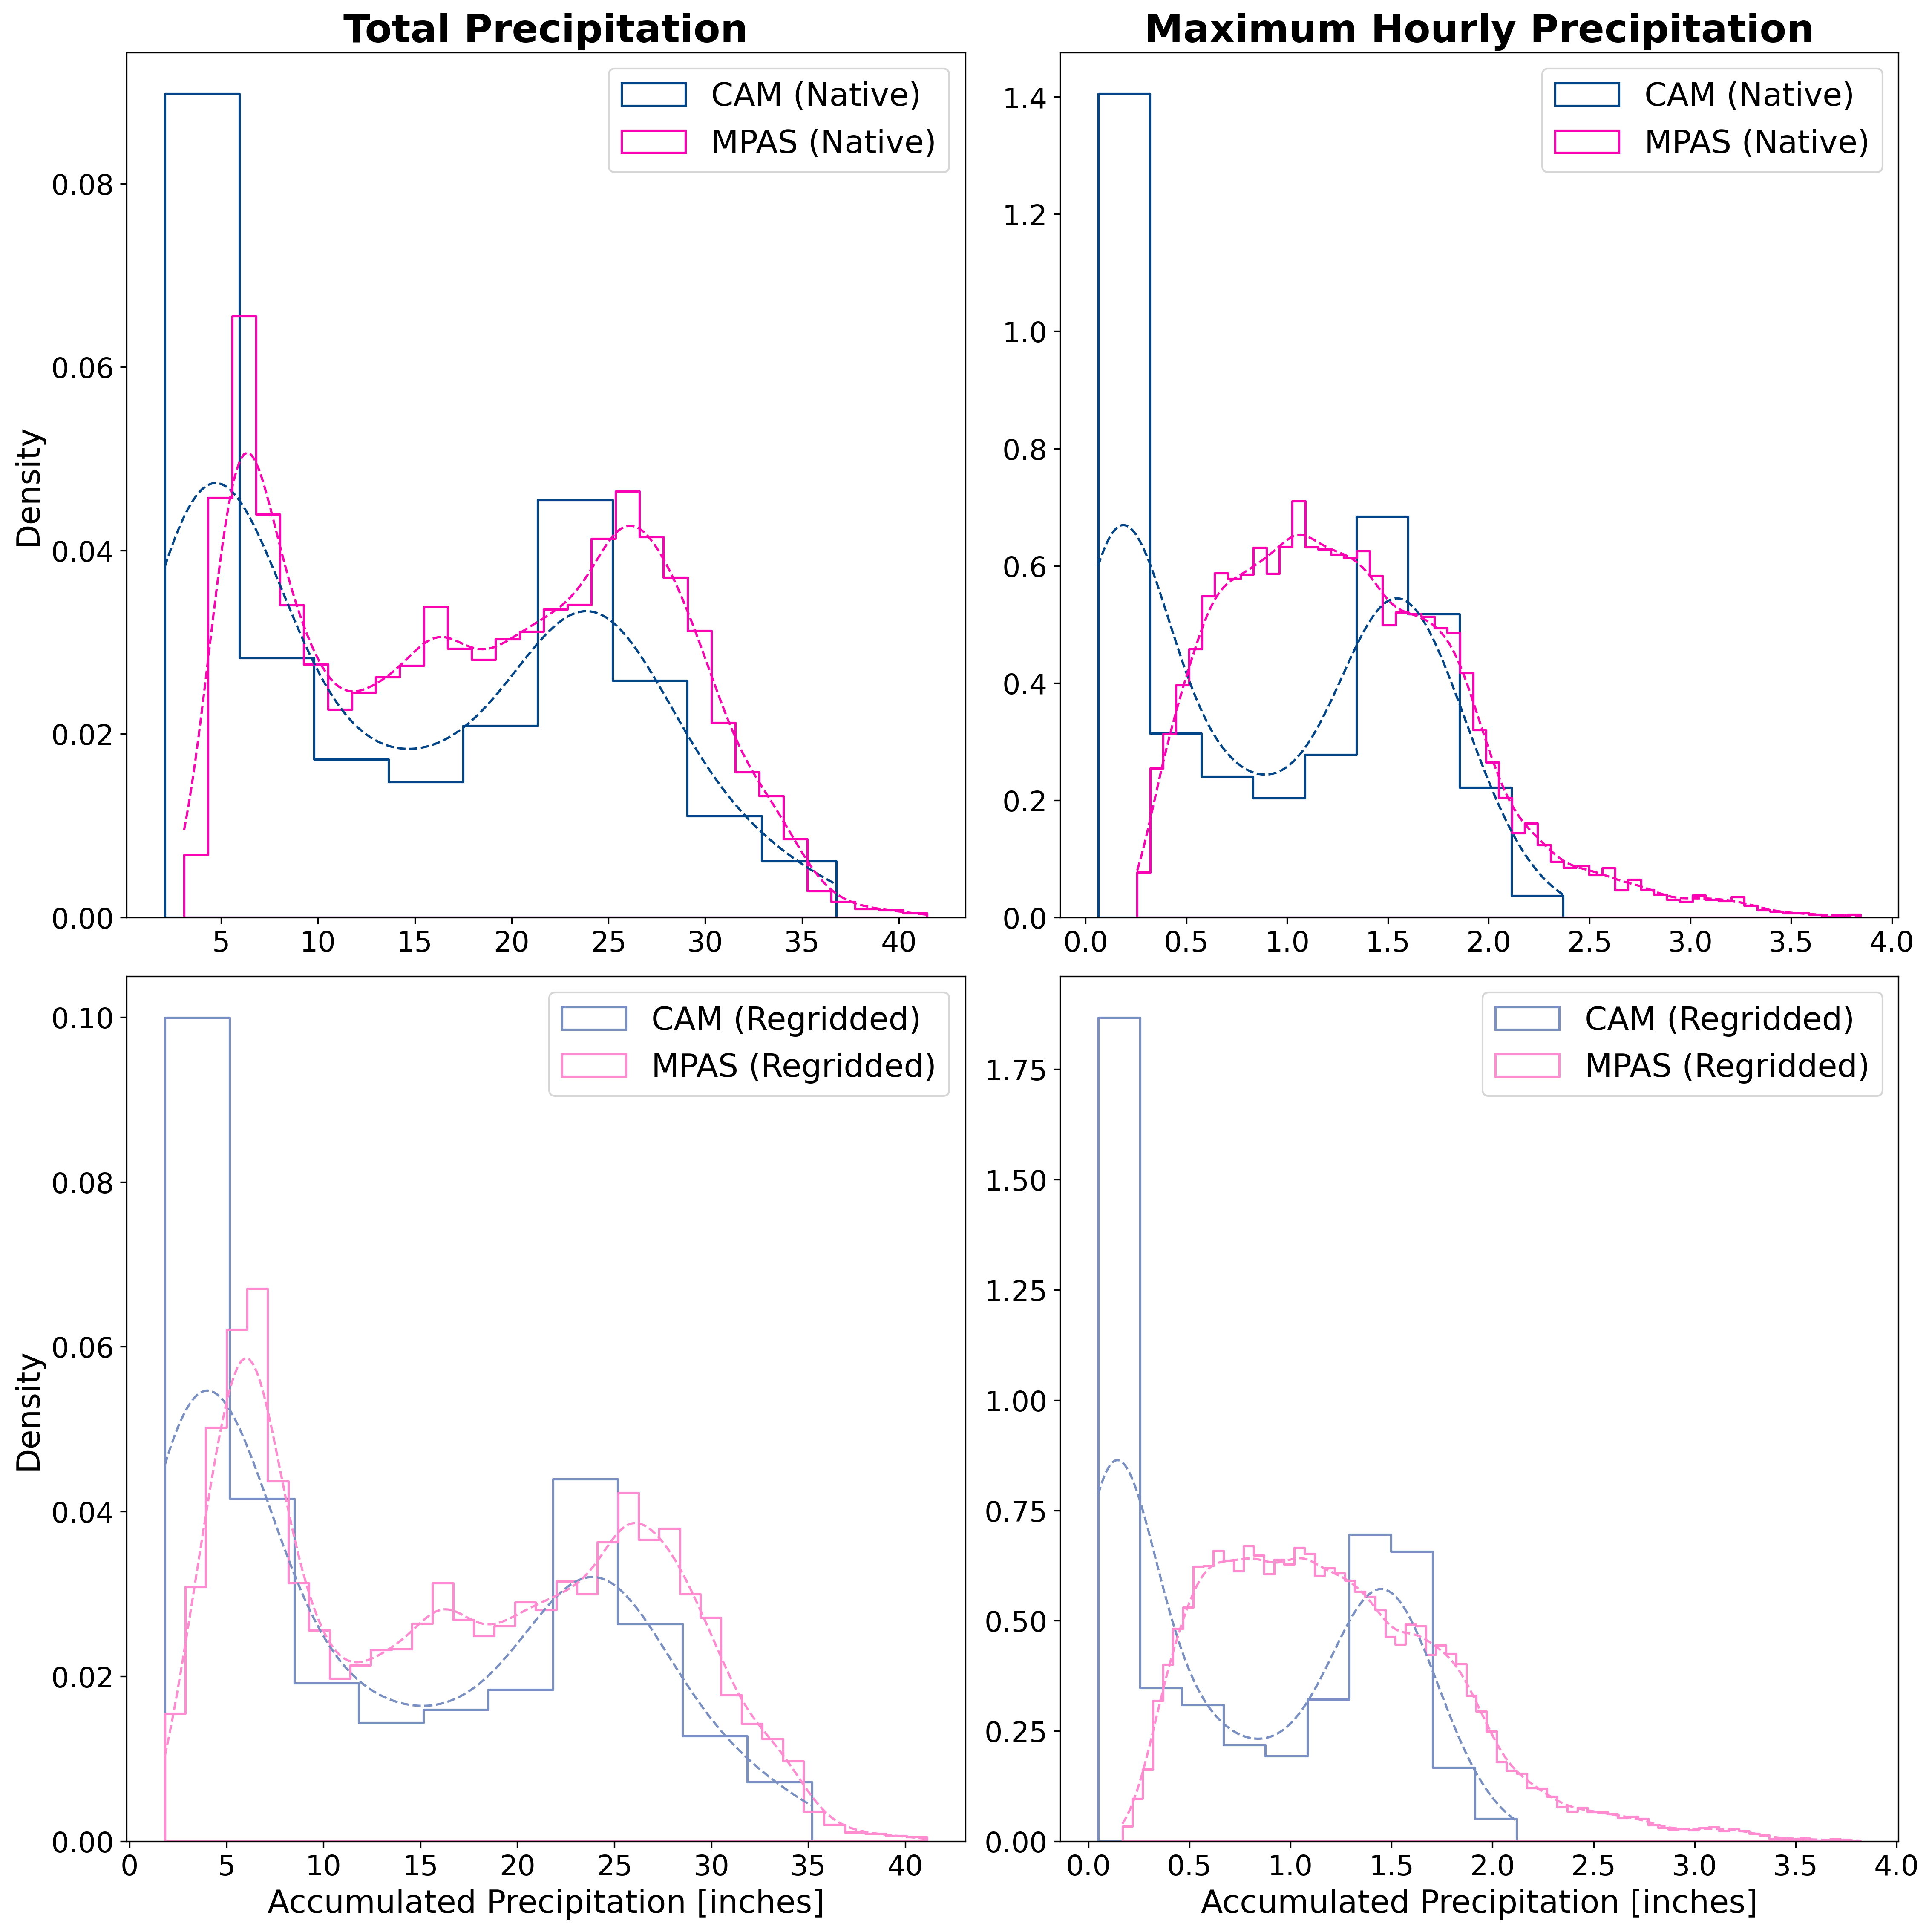 Total Precipitation
CAM (Native)
MPAS (Native)
Density
0.08
0.06
0.04
0.02
0.00
5 10 15 20 25 30 35 40
Maximum Hourly Precipitation
CAM (Native)
MPAS (Native)
1.4
1.2
1.0
0.8
0.6
0.4
0.2
0.0
0.0 0.5 1.0 1.5 2.0 2.5 3.0 3.5 4.0
CAM (Regridded)
MPAS (Regridded)
Density
0.10
0.08
0.06
0.04
0.02
0.00
0 5 10 15 20 25 30 35 40
Accumulated Precipitation [inches]
CAM (Regridded)
MPAS (Regridded)
1.75
1.50
1.25
1.00
0.75
0.50
0.25
0.00
0.0 0.5 1.0 1.5 2.0 2.5 3.0 3.5 4.0
Accumulated Precipitation [inches]